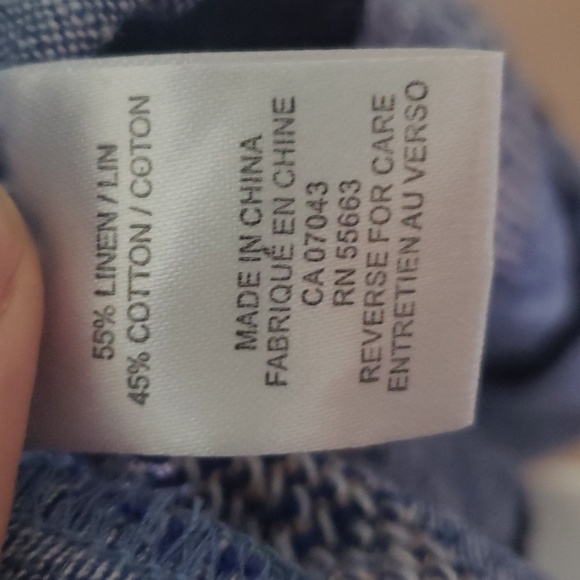 55% LINEN / LIN
45% COTTON / COTON
MADE IN CHINA
FABRIQUÉ EN CHINE
CA 07043
RN 55663
REVERSE FOR CARE
ENTRETIEN AU VERSO